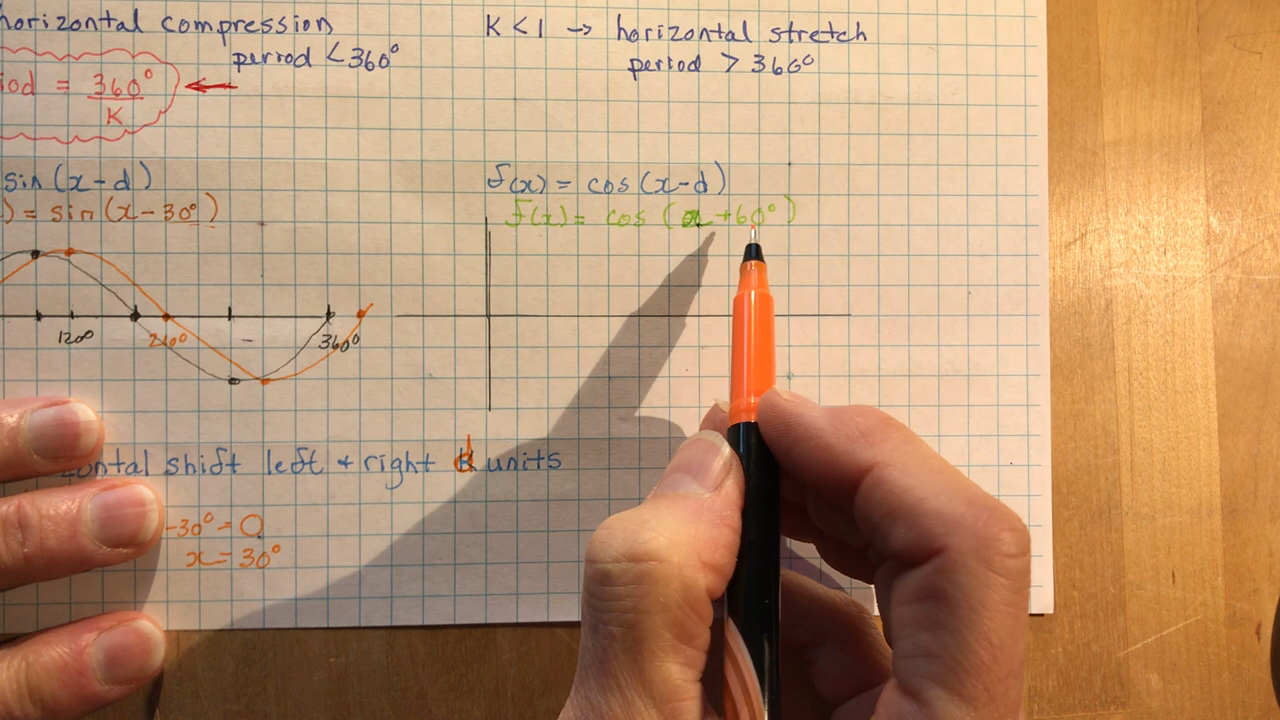 horizontal compression
period < 360°
iod = 360°
K
K < 1 → horizontal stretch
period > 360°
sin (x-d)
) = sin(x-30°)
120°
240°
360°
f(x) = cos (x-d)
f(x) = cos (x+60°)
zontal shift left + right d units
-30° = 0
x = 30°